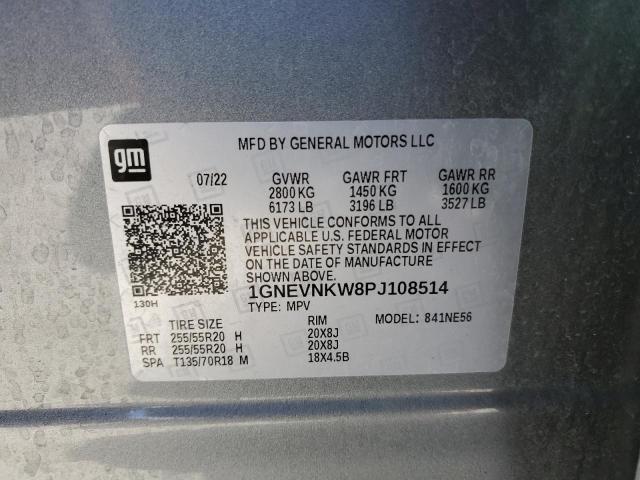 gm
MFD BY GENERAL MOTORS LLC
07/22 GVWR GAWR FRT GAWR RR
2800 KG 1450 KG 1600 KG
6173 LB 3196 LB 3527 LB
THIS VEHICLE CONFORMS TO ALL
APPLICABLE U.S. FEDERAL MOTOR
VEHICLE SAFETY STANDARDS IN EFFECT
ON THE DATE OF MANUFACTURE
SHOWN ABOVE.
130H
1GNEVNKW8PJ108514
TYPE: MPV MODEL: 841NE56
TIRE SIZE RIM
FRT 255/55R20 H 20X8J
RR 255/55R20 H 20X8J
SPA T135/70R18 M 18X4.5B